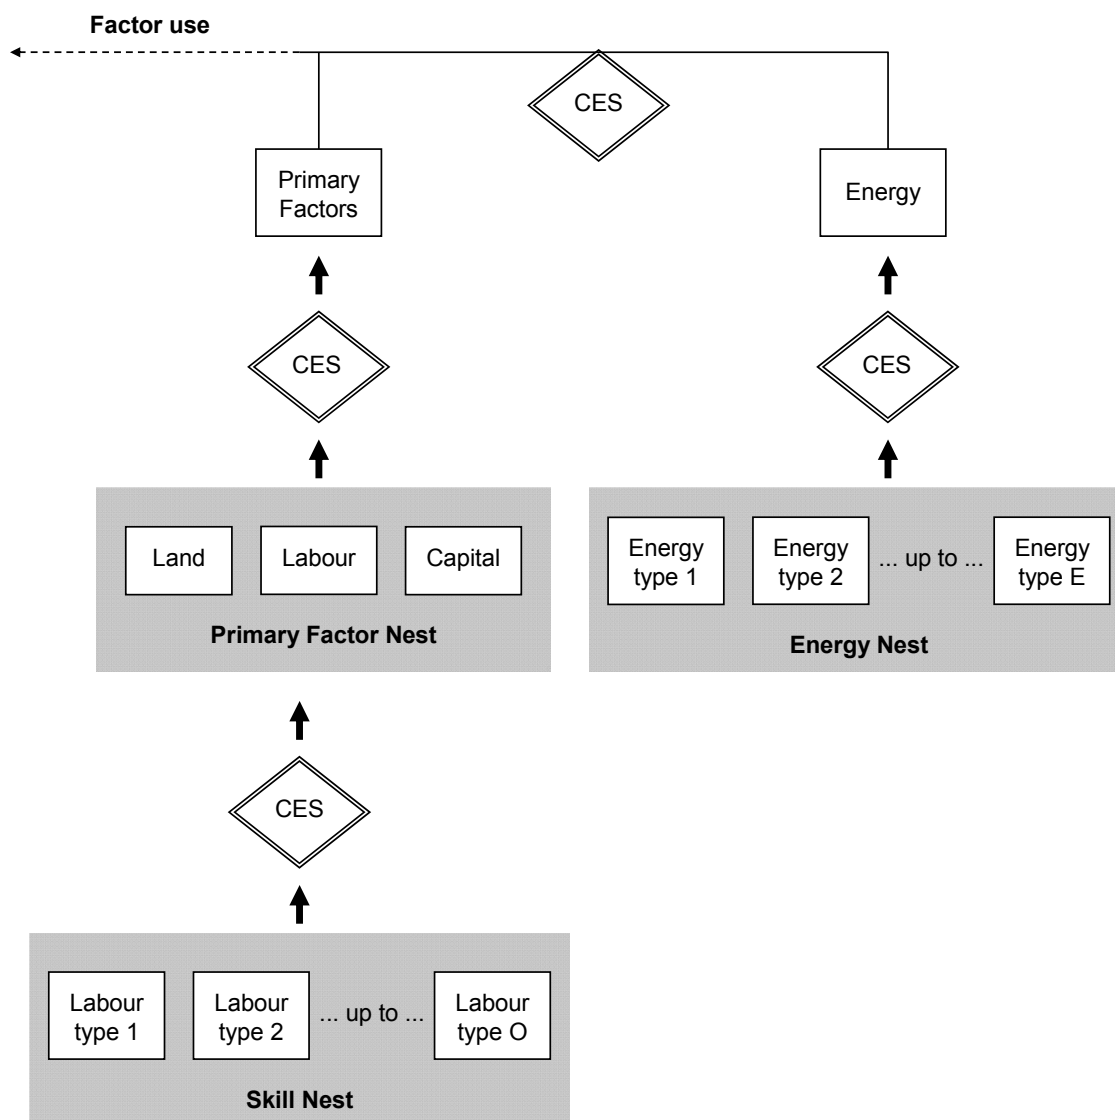 Factor use
CES
Primary
Factors
Energy
CES
CES
Land
Labour
Capital
Primary Factor Nest
Energy
type 1
Energy
type 2
... up to ...
Energy
type E
Energy Nest
CES
Labour
type 1
Labour
type 2
... up to ...
Labour
type O
Skill Nest